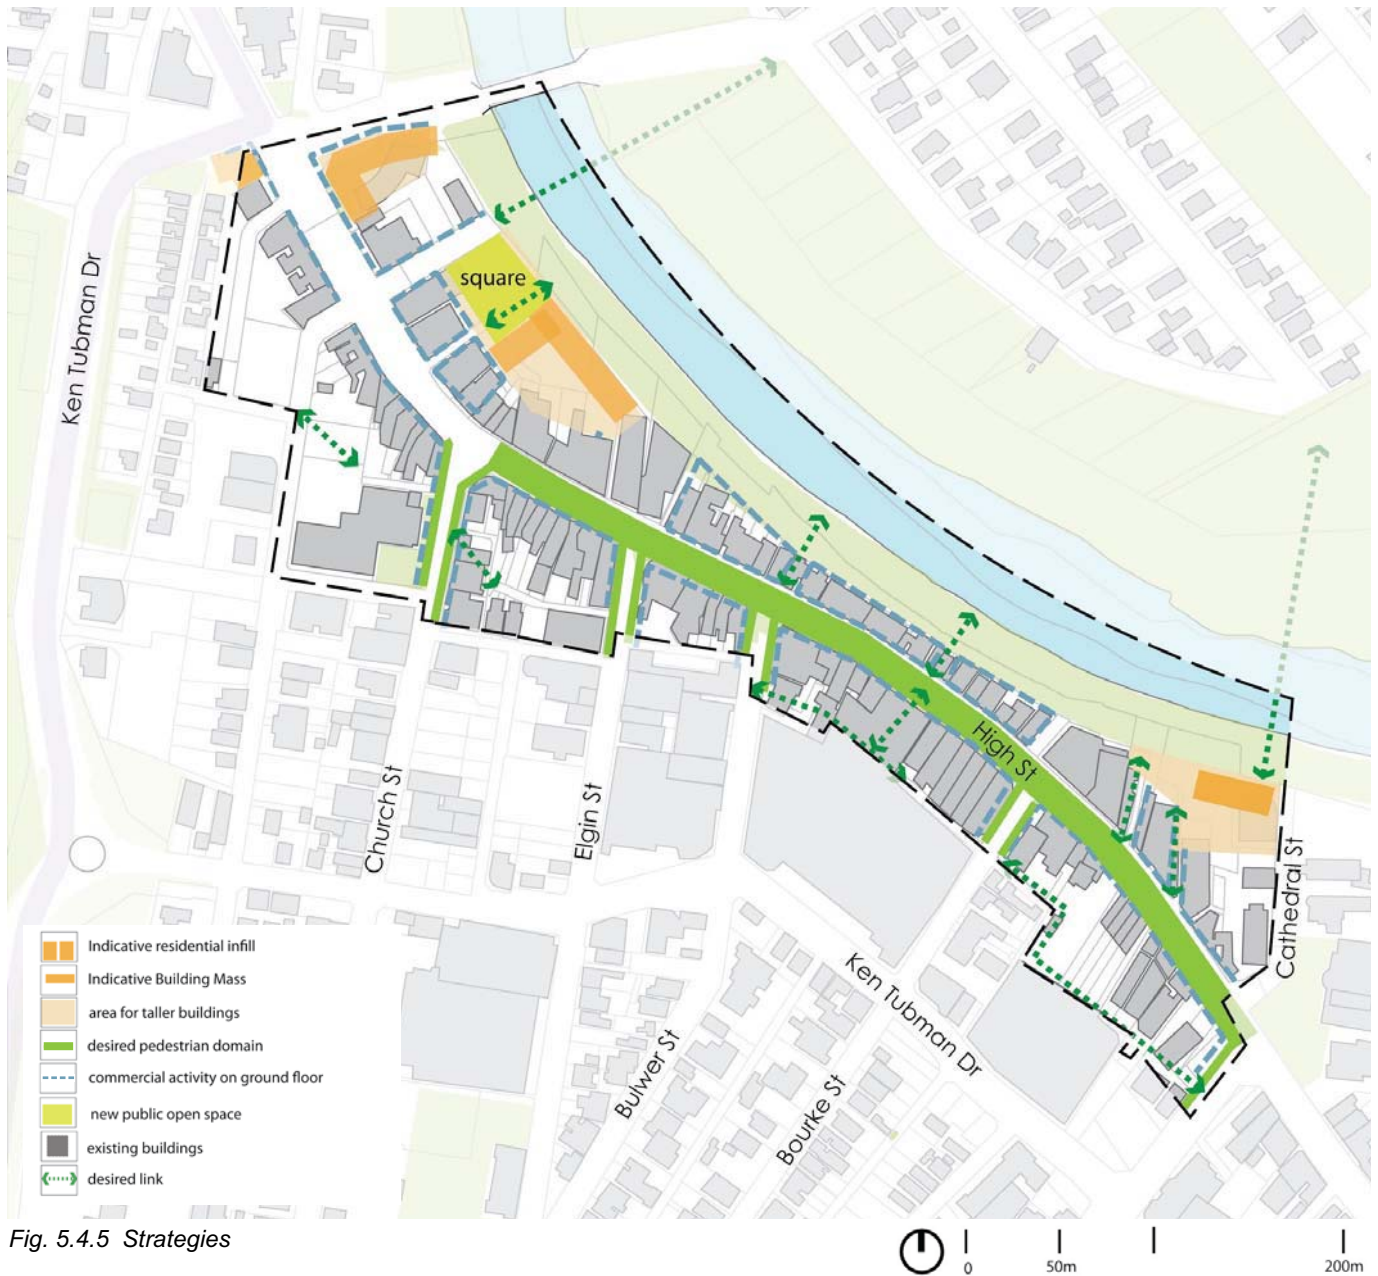 square
Ken Tubman Dr
High St
Church St
Elgin St
Cathedral St
Ken Tubman Dr
Bulwer St
Bourke St
Indicative residential infill
Indicative Building Mass
area for taller buildings
desired pedestrian domain
commercial activity on ground floor
new public open space
existing buildings
desired link
Fig. 5.4.5 Strategies
0 50m 200m